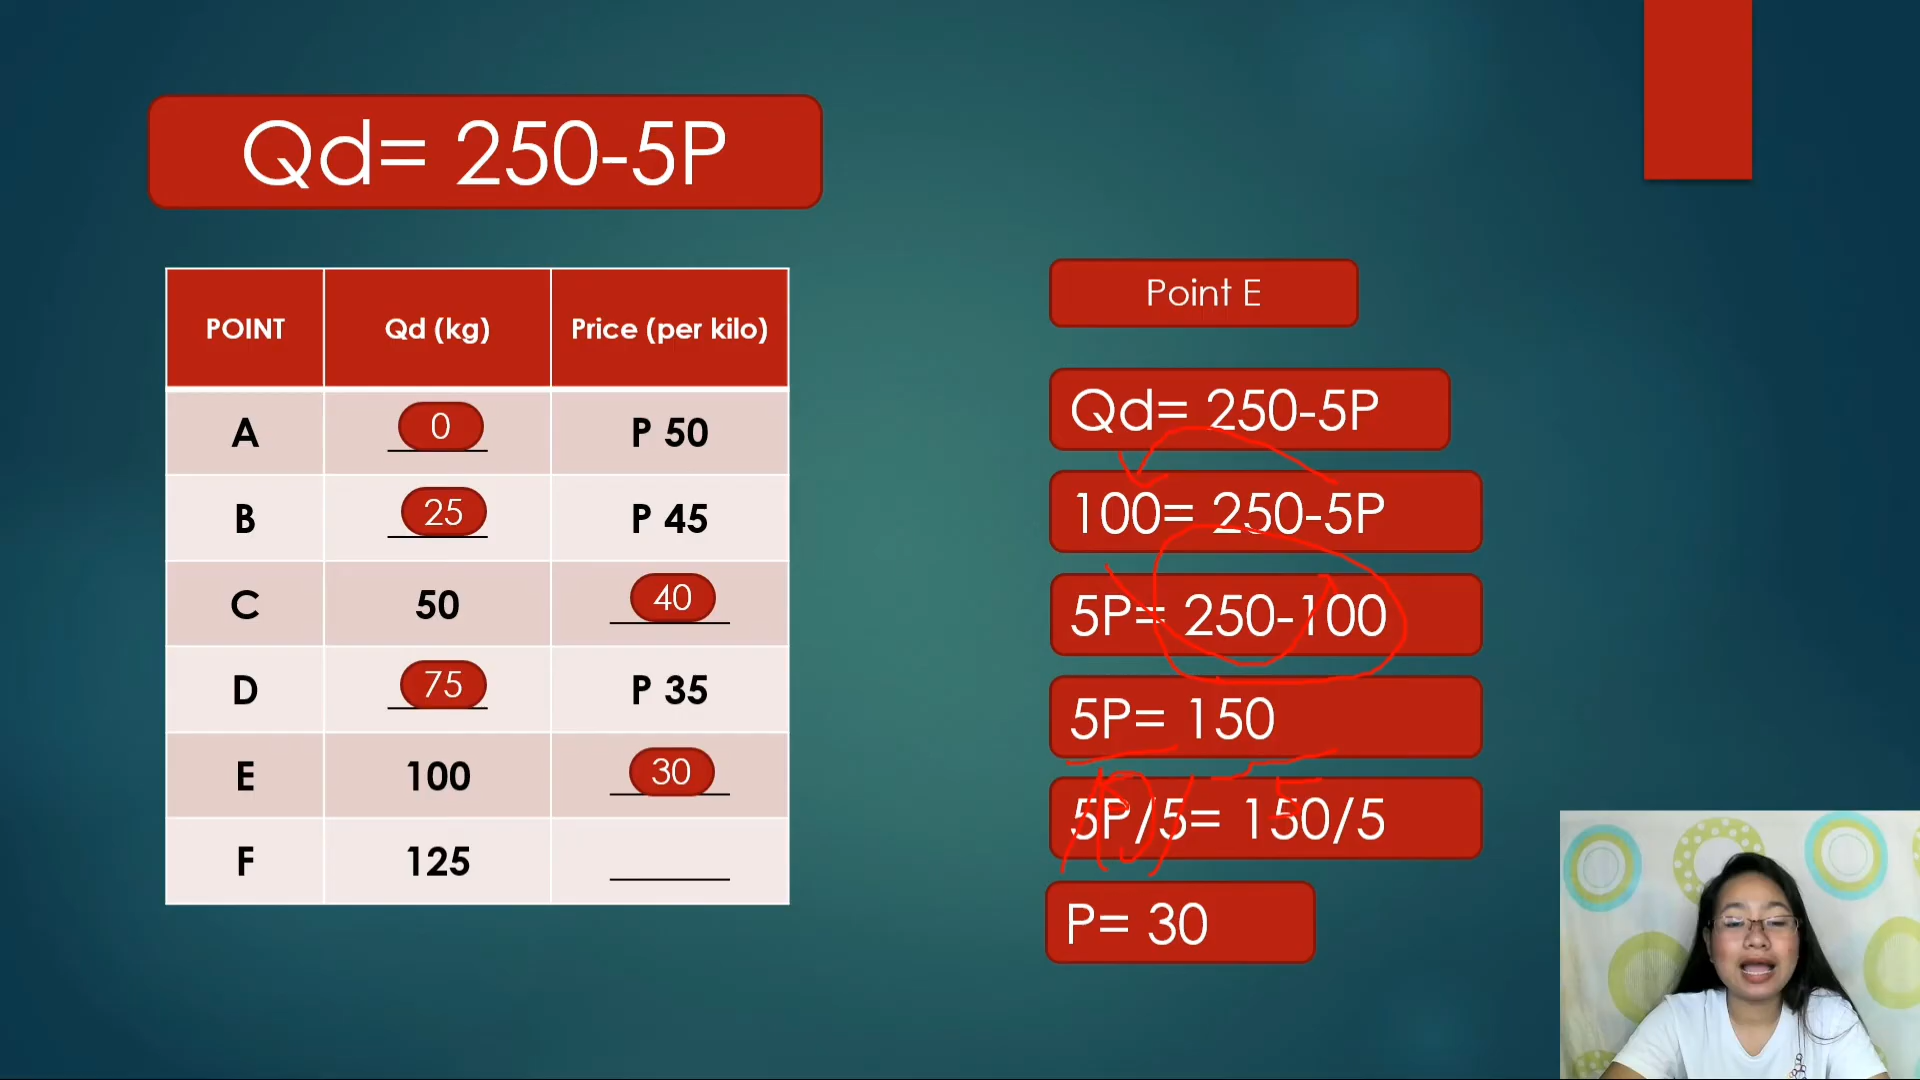 Qd= 250-5P
POINT Qd (kg) Price (per kilo)
A 0 P 50
B 25 P 45
C 50 40
D 75 P 35
E 100 30
F 125
Point E
Qd= 250-5P
100= 250-5P
5P= 250-100
5P= 150
5P/5= 150/5
P= 30